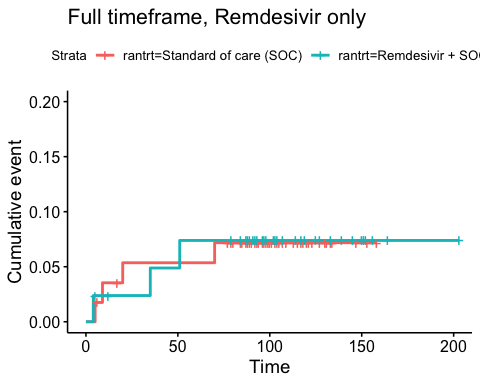 Full timeframe, Remdesivir only
Strata rantrt=Standard of care (SOC) rantrt=Remdesivir + SO
Cumulative event
0.20
0.15
0.10
0.05
0.00
0 50 100 150 200
Time